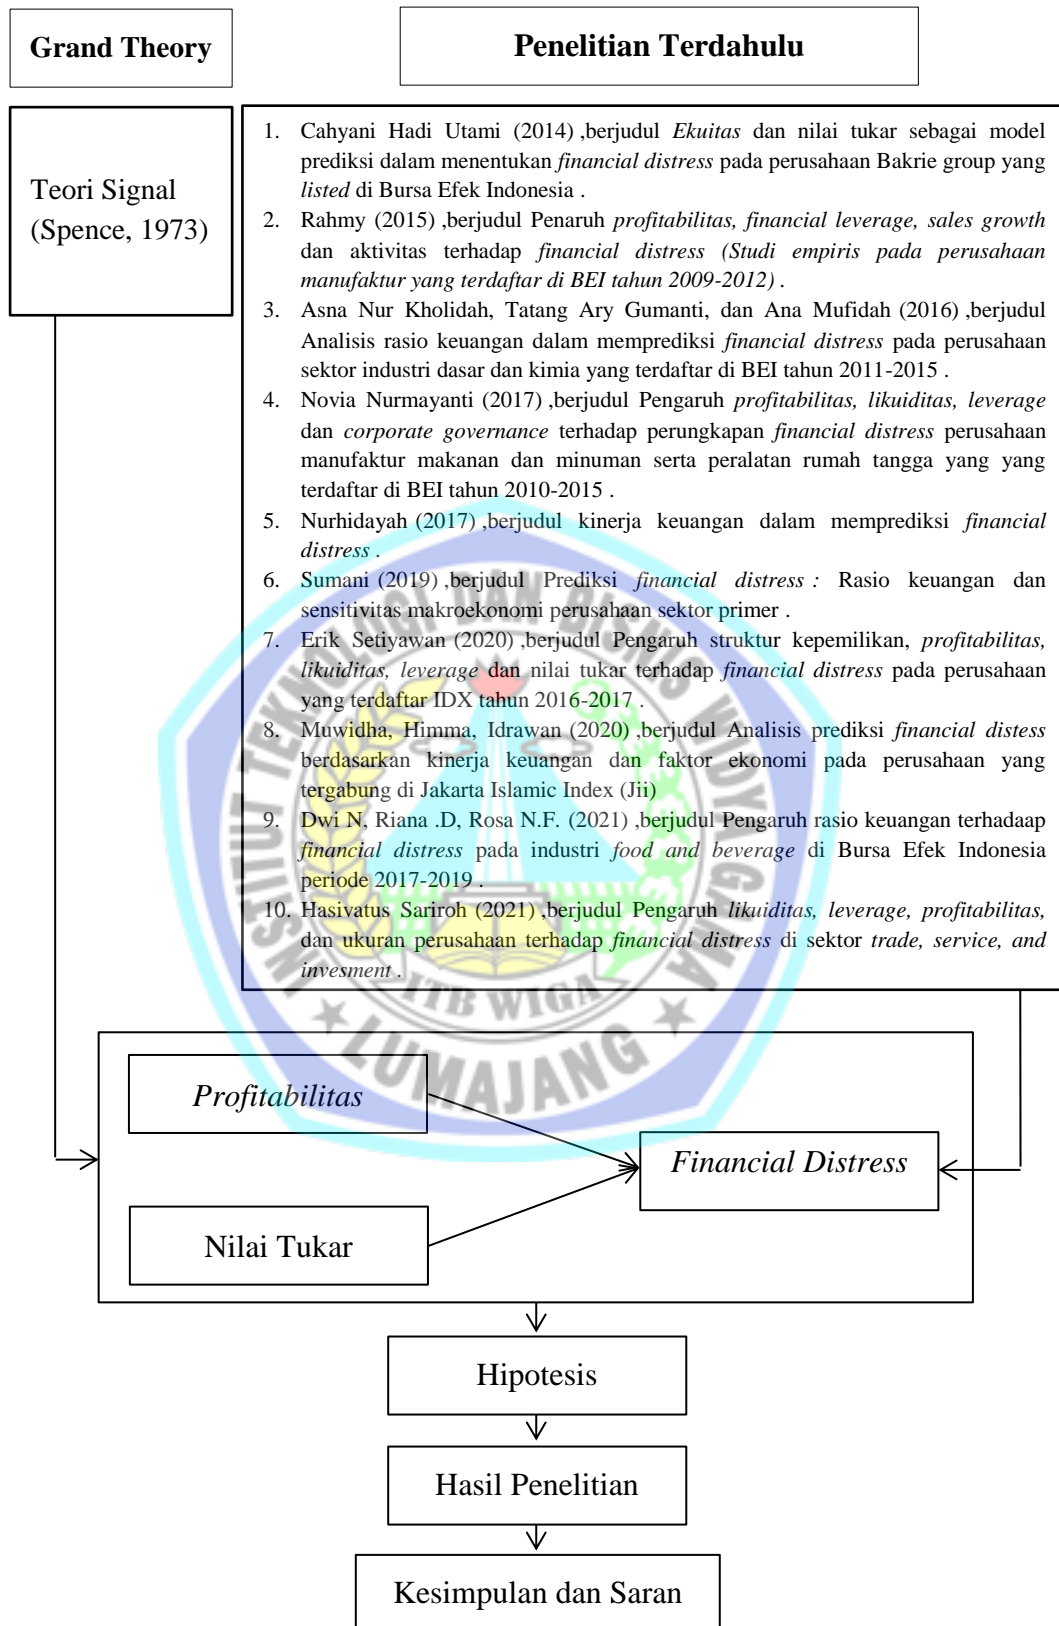 Grand Theory
Penelitian Terdahulu
Teori Signal
(Spence, 1973)
1. Cahyani Hadi Utami (2014) ,berjudul Ekuitas dan nilai tukar sebagai model
prediksi dalam menentukan financial distress pada perusahaan Bakrie group yang
listed di Bursa Efek Indonesia .
2. Rahmy (2015) ,berjudul Penaruh profitabilitas, financial leverage, sales growth
dan aktivitas terhadap financial distress (Studi empiris pada perusahaan
manufaktur yang terdaftar di BEI tahun 2009-2012) .
3. Asna Nur Kholidah, Tatang Ary Gumanti, dan Ana Mufidah (2016) ,berjudul
Analisis rasio keuangan dalam memprediksi financial distress pada perusahaan
sektor industri dasar dan kimia yang terdaftar di BEI tahun 2011-2015 .
4. Novia Nurmayanti (2017) ,berjudul Pengaruh profitabilitas, likuiditas, leverage
dan corporate governance terhadap perungkapan financial distress perusahaan
manufaktur makanan dan minuman serta peralatan rumah tangga yang yang
terdaftar di BEI tahun 2010-2015 .
5. Nurhidayah (2017) ,berjudul kinerja keuangan dalam memprediksi financial
distress .
6. Sumani (2019) ,berjudul Prediksi financial distress : Rasio keuangan dan
sensitivitas makroekonomi perusahaan sektor primer .
7. Erik Setiyawan (2020) ,berjudul Pengaruh struktur kepemilikan, profitabilitas,
likuiditas, leverage dan nilai tukar terhadap financial distress pada perusahaan
yang terdaftar IDX tahun 2016-2017 .
8. Muwidha, Himma, Idrawan (2020) ,berjudul Analisis prediksi financial distess
berdasarkan kinerja keuangan dan faktor ekonomi pada perusahaan yang
tergabung di Jakarta Islamic Index (Jii)
9. Dwi N, Riana .D, Rosa N.F. (2021) ,berjudul Pengaruh rasio keuangan terhadaap
financial distress pada industri food and beverage di Bursa Efek Indonesia
periode 2017-2019 .
10. Hasivatus Sariroh (2021) ,berjudul Pengaruh likuiditas, leverage, profitabilitas,
dan ukuran perusahaan terhadap financial distress di sektor trade, service, and
invesment .
INSTITUT TEKNOLOGI DAN BISNIS WIDYA GAMA
ITB WIGA
LUMAJANG
Profitabilitas
Financial Distress
Nilai Tukar
Hipotesis
Hasil Penelitian
Kesimpulan dan Saran